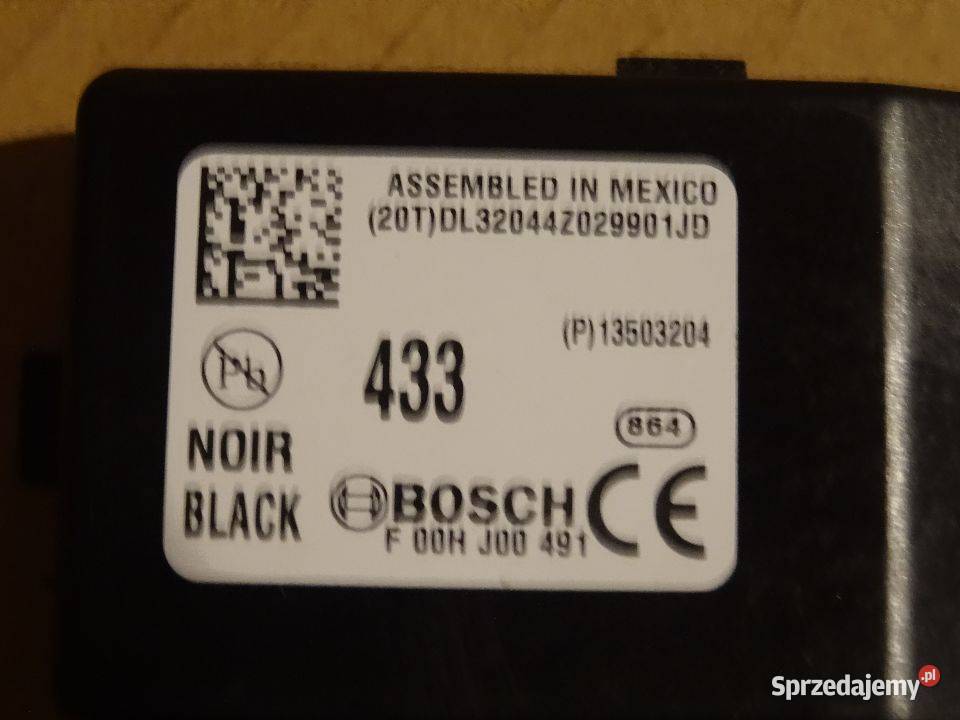 ASSEMBLED IN MEXICO
(20T)DL32044Z029901JD
(P)13503204
Pb
433
864
NOIR
BLACK
BOSCH
CE
F 00H J00 491
Sprzedajemy.pl